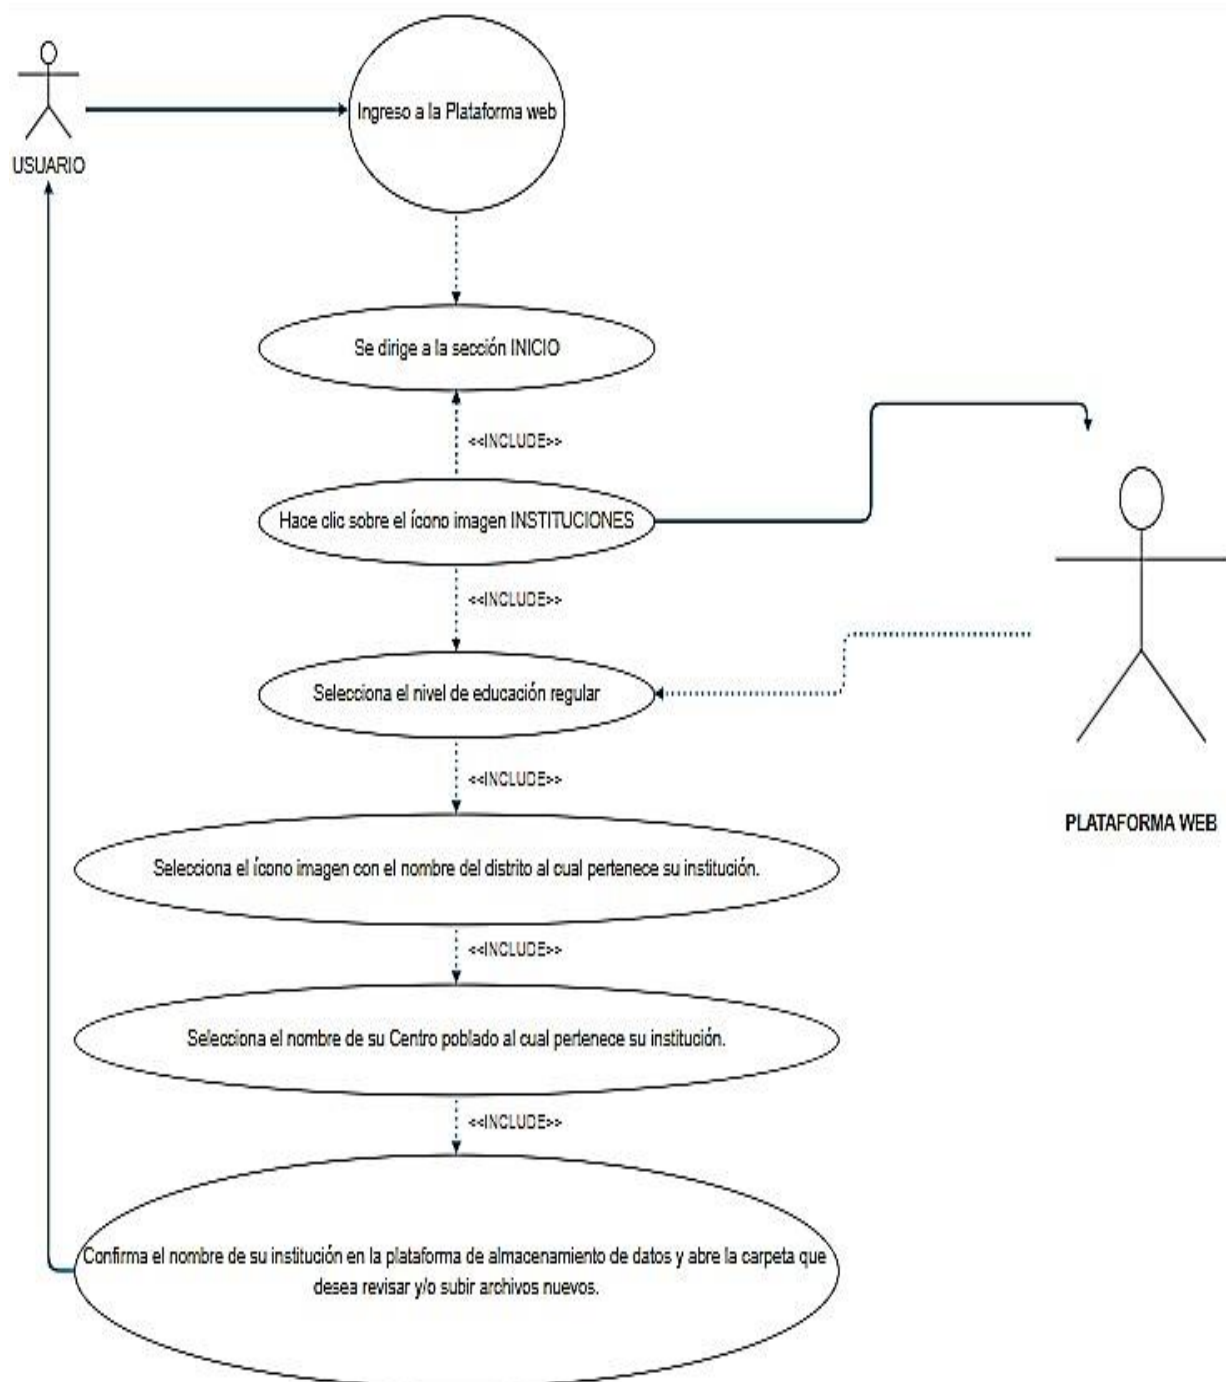 Ingreso a la Plataforma web
USUARIO
Se dirige a la sección INICIO
<<INCLUDE>>
Hace clic sobre el ícono imagen INSTITUCIONES
<<INCLUDE>>
Selecciona el nivel de educación regular
<<INCLUDE>>
PLATAFORMA WEB
Selecciona el ícono imagen con el nombre del distrito al cual pertenece su institución.
<<INCLUDE>>
Selecciona el nombre de su Centro poblado al cual pertenece su institución.
<<INCLUDE>>
Confirma el nombre de su institución en la plataforma de almacenamiento de datos y abre la carpeta que
desea revisar y/o subir archivos nuevos.